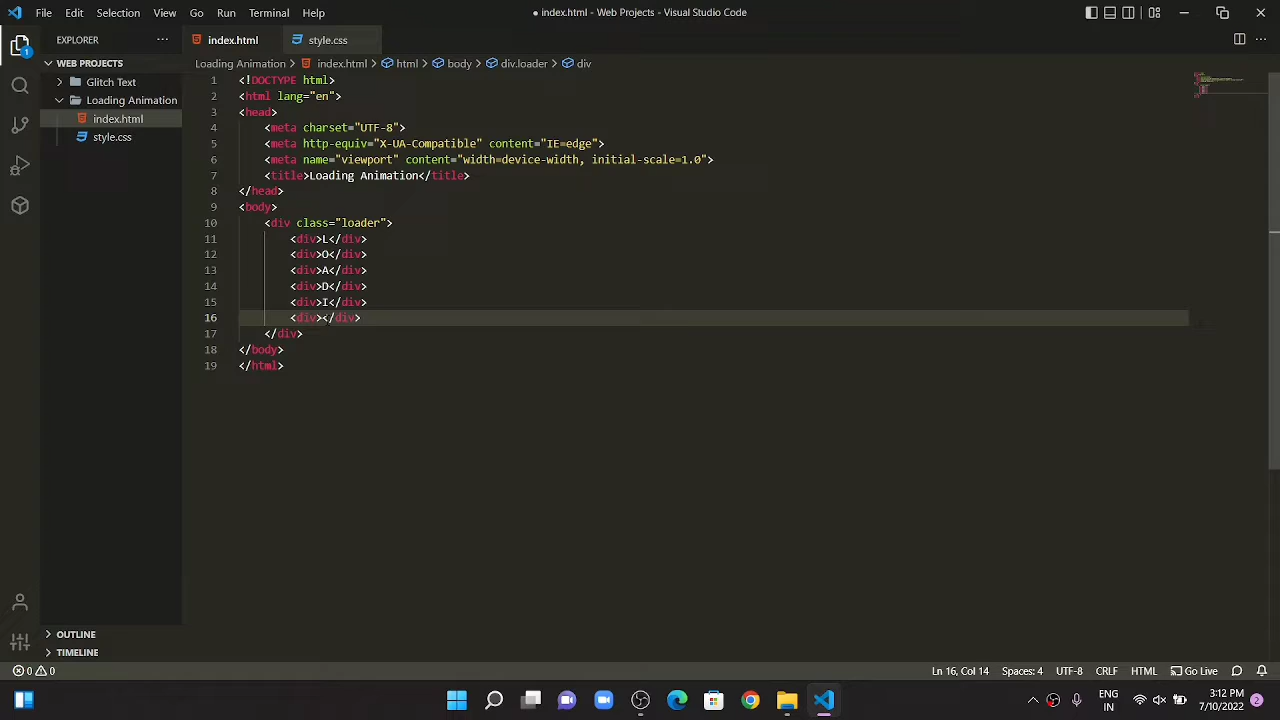 File Edit Selection View Go Run Terminal Help
● index.html - Web Projects - Visual Studio Code
EXPLORER ...
index.html
style.css
WEB PROJECTS
Loading Animation > index.html > html > body > div.loader > div
Glitch Text
Loading Animation
index.html
style.css
1 <!DOCTYPE html>
2 <html lang="en">
3 <head>
4 <meta charset="UTF-8">
5 <meta http-equiv="X-UA-Compatible" content="IE=edge">
6 <meta name="viewport" content="width=device-width, initial-scale=1.0">
7 <title>Loading Animation</title>
8 </head>
9 <body>
10 <div class="loader">
11 <div>L</div>
12 <div>O</div>
13 <div>A</div>
14 <div>D</div>
15 <div>I</div>
16 <div></div>
17 </div>
18 </body>
19 </html>
1
OUTLINE
TIMELINE
0 0
Ln 16, Col 14 Spaces: 4 UTF-8 CRLF HTML Go Live
ENG
IN
3:12 PM
7/10/2022
2